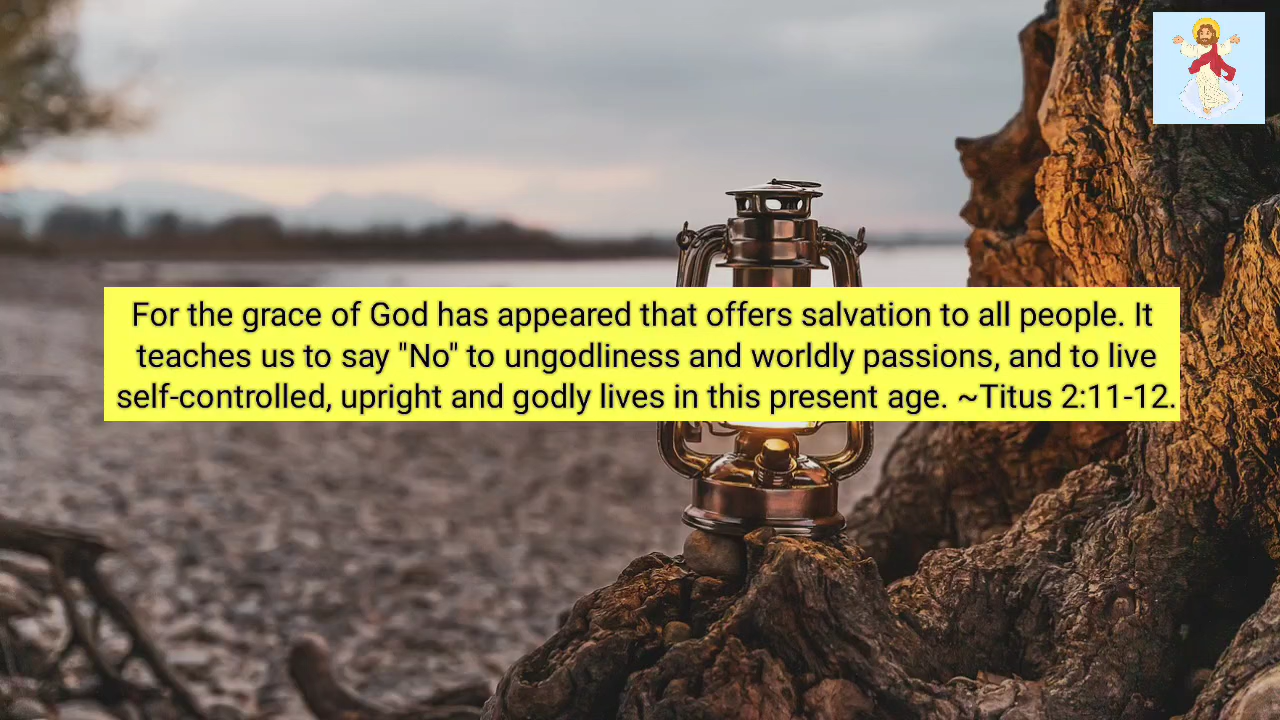 For the grace of God has appeared that offers salvation to all people. It
teaches us to say "No" to ungodliness and worldly passions, and to live
self-controlled, upright and godly lives in this present age. ~Titus 2:11-12.